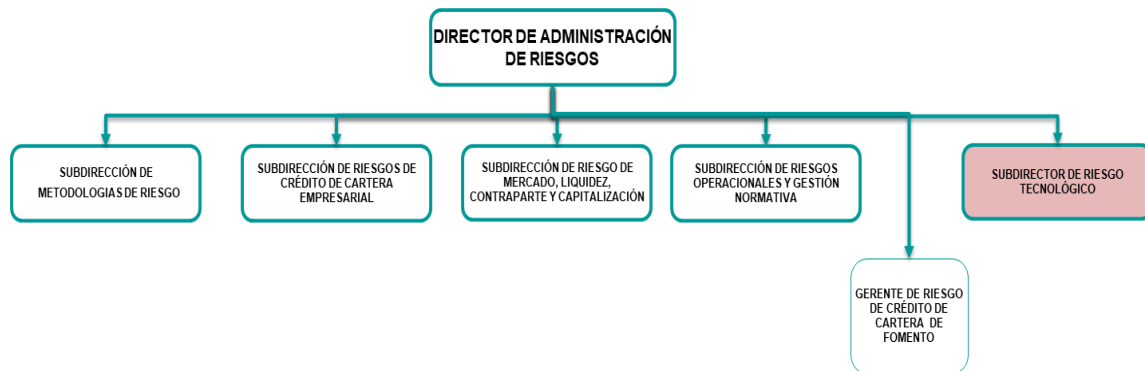 DIRECTOR DE ADMINISTRACIÓN
DE RIESGOS
SUBDIRECCIÓN DE
METODOLOGIAS DE RIESGO
SUBDIRECCIÓN DE RIESGOS DE
CRÉDITO DE CARTERA
EMPRESARIAL
SUBDIRECCIÓN DE RIESGO DE
MERCADO, LIQUIDEZ,
CONTRAPARTE Y CAPITALIZACIÓN
SUBDIRECCIÓN DE RIESGOS
OPERACIONALES Y GESTIÓN
NORMATIVA
SUBDIRECTOR DE RIESGO
TECNOLÓGICO
GERENTE DE RIESGO
DE CRÉDITO DE
CARTERA DE
FOMENTO